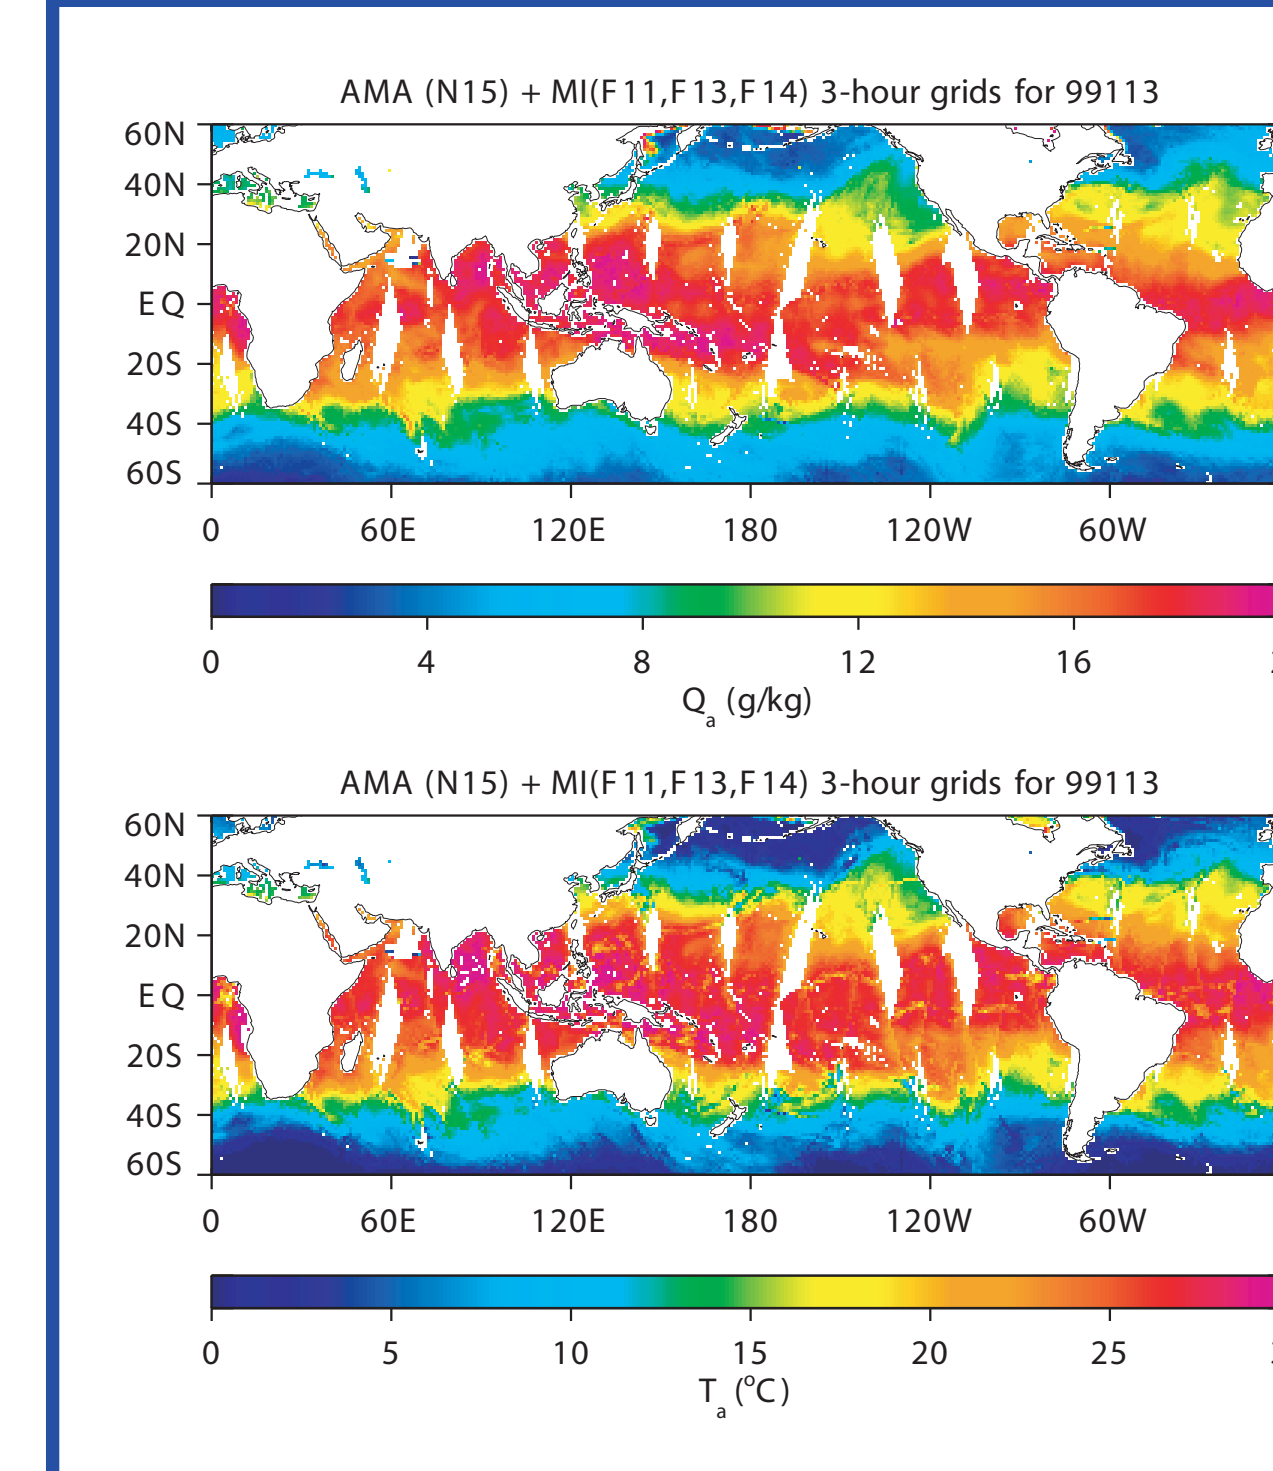 AMA (N15) + MI(F11,F13,F14) 3-hour grids for 99113
60N
40N
20N
EQ
20S
40S
60S
0 60E 120E 180 120W 60W
0 4 8 12 16
Qa (g/kg)
AMA (N15) + MI(F11,F13,F14) 3-hour grids for 99113
60N
40N
20N
EQ
20S
40S
60S
0 60E 120E 180 120W 60W
0 5 10 15 20 25
Ta (°C)